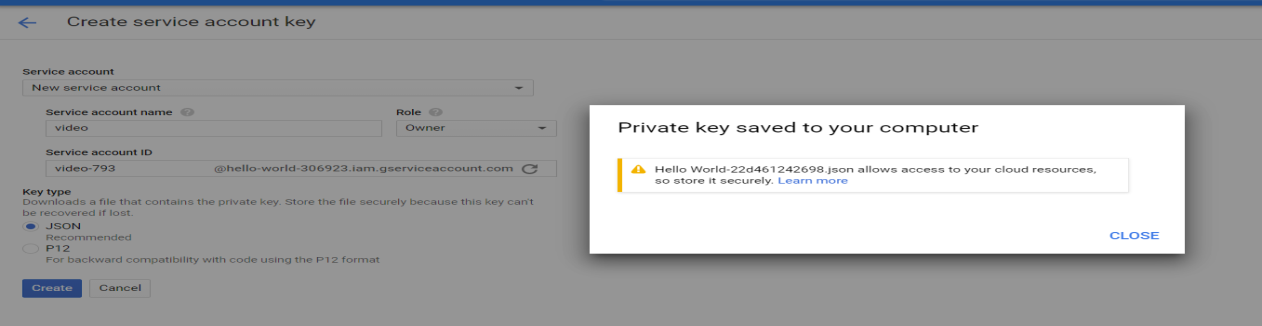 Create service account key
Service account
New service account
Service account name
Role
video
Owner
Service account ID
video-793 @hello-world-306923.iam.gserviceaccount.com
Key type
Downloads a file that contains the private key. Store the file securely because this key can't
be recovered if lost.
JSON
Recommended
P12
For backward compatibility with code using the P12 format
Create Cancel
Private key saved to your computer
Hello World-22d461242698.json allows access to your cloud resources,
so store it securely. Learn more
CLOSE